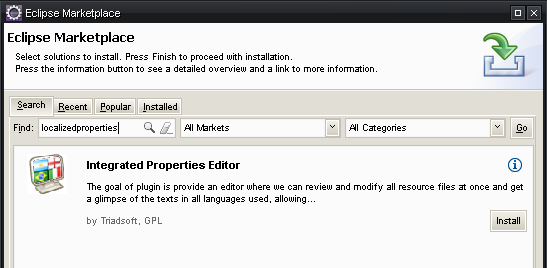 Eclipse Marketplace
Eclipse Marketplace
Select solutions to install. Press Finish to proceed with installation.
Press the information button to see a detailed overview and a link to more information.
Search Recent Popular Installed
Find: localizedproperties All Markets All Categories Go
Integrated Properties Editor
The goal of plugin is provide an editor where we can review and modify all resource files at once and get
a glimpse of the texts in all languages used, allowing...
by Triadsoft, GPL Install